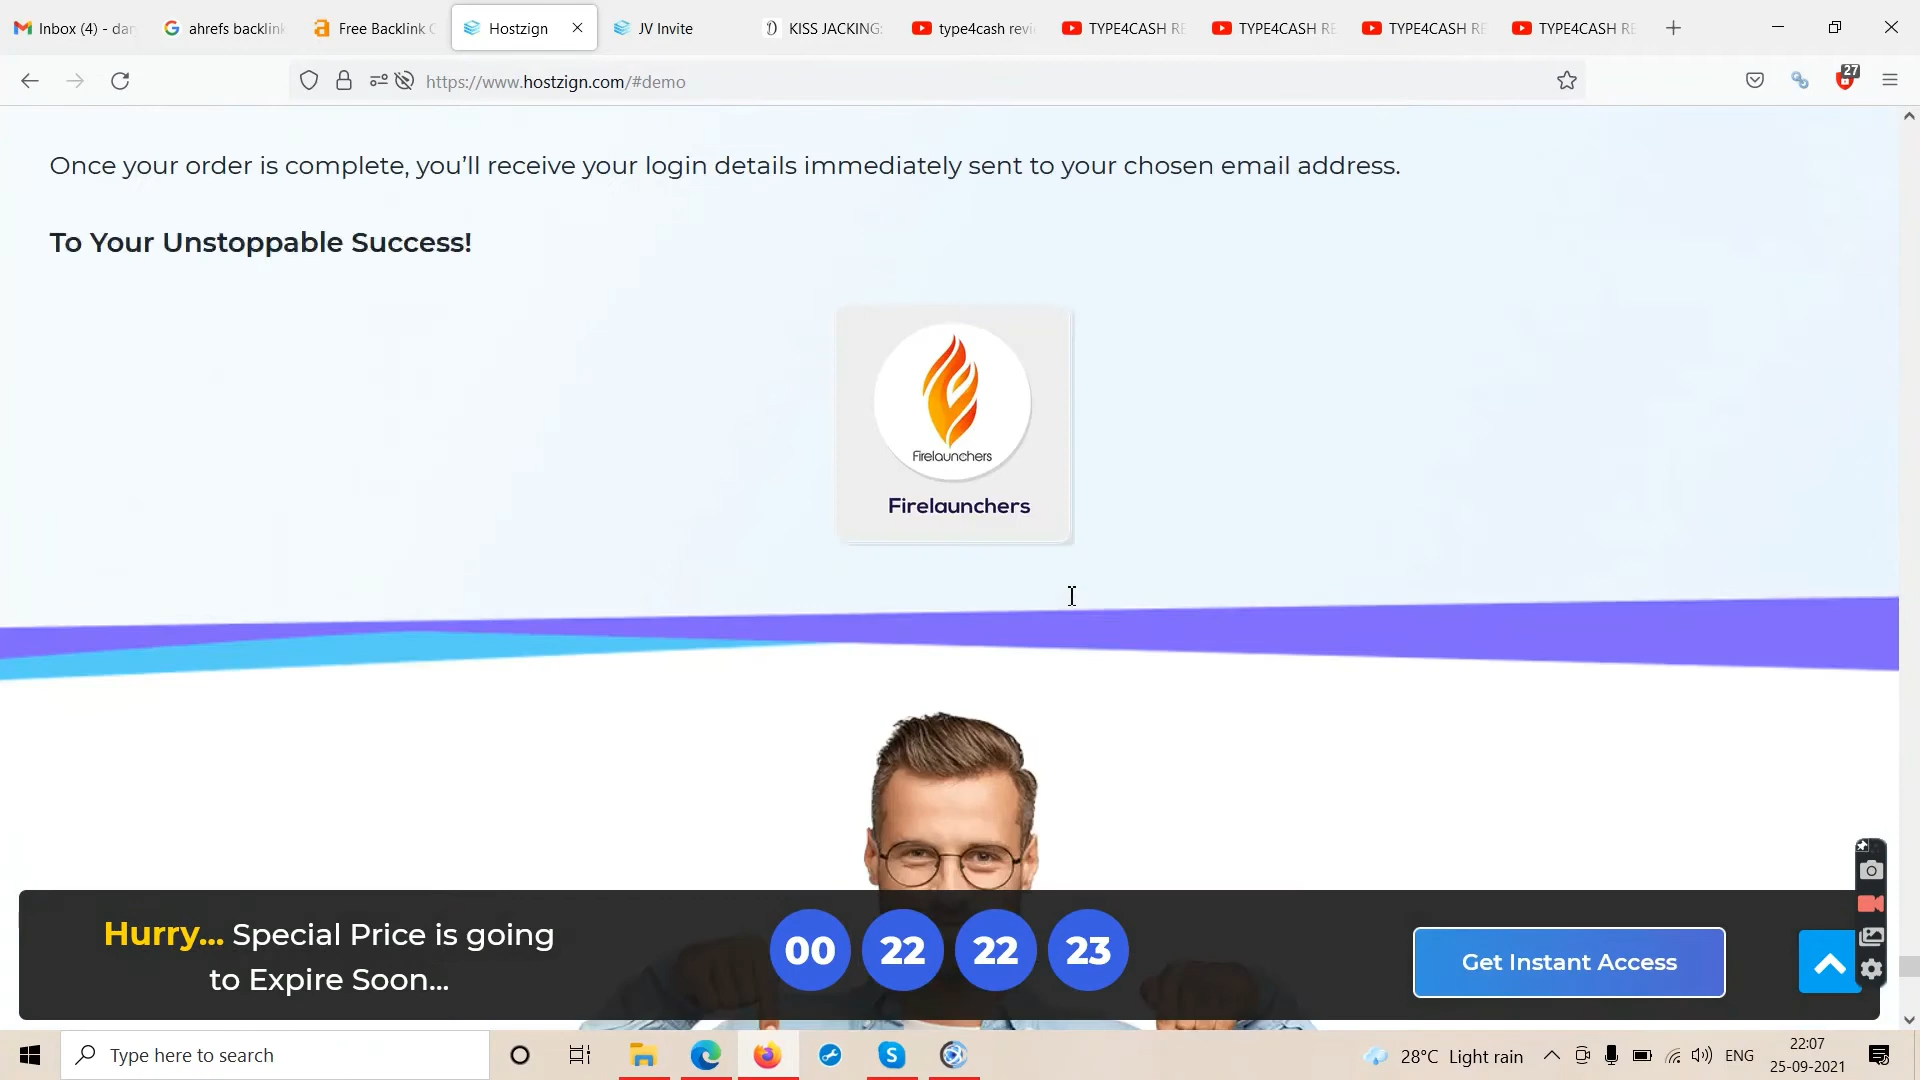 Inbox (4) - dar
ahrefs backlink
Free Backlink C
Hostzign
JV Invite
KISS JACKING:
type4cash revi
TYPE4CASH RE
TYPE4CASH RE
TYPE4CASH RE
TYPE4CASH RE
https://www.hostzign.com/#demo
27
Once your order is complete, you’ll receive your login details immediately sent to your chosen email address.
To Your Unstoppable Success!
Firelaunchers
Firelaunchers
Hurry... Special Price is going
to Expire Soon...
00 22 22 23
Get Instant Access
Type here to search
28°C Light rain
ENG
22:07
25-09-2021